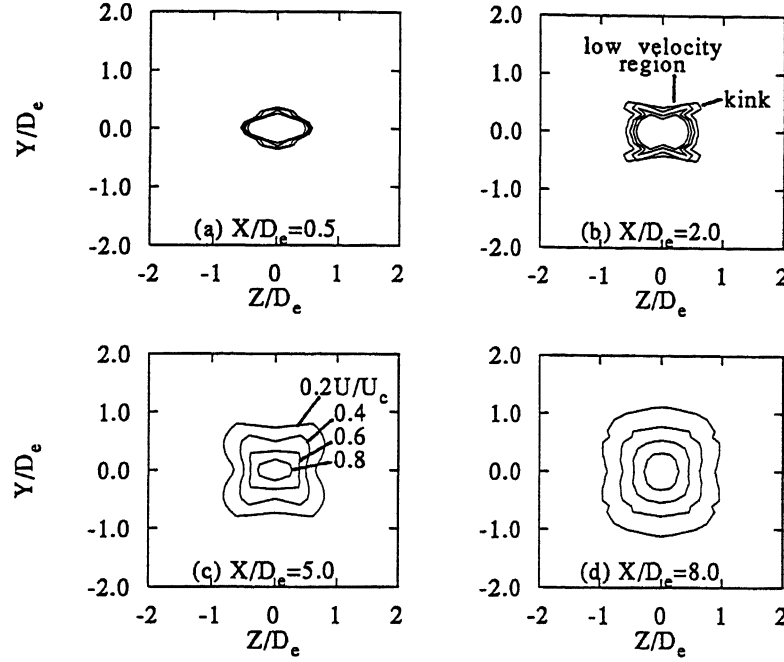 2.0
1.0
0.0
-1.0
-2.0
Y/D_e
(a) X/D_e=0.5
-2 -1 0 1 2
Z/D_e
2.0
1.0
0.0
-1.0
-2.0
low velocity
region
kink
(b) X/D_e=2.0
-2 -1 0 1 2
Z/D_e
2.0
1.0
0.0
-1.0
-2.0
Y/D_e
0.2U/U_c
0.4
0.6
0.8
(c) X/D_e=5.0
-2 -1 0 1 2
Z/D_e
2.0
1.0
0.0
-1.0
-2.0
(d) X/D_e=8.0
-2 -1 0 1 2
Z/D_e